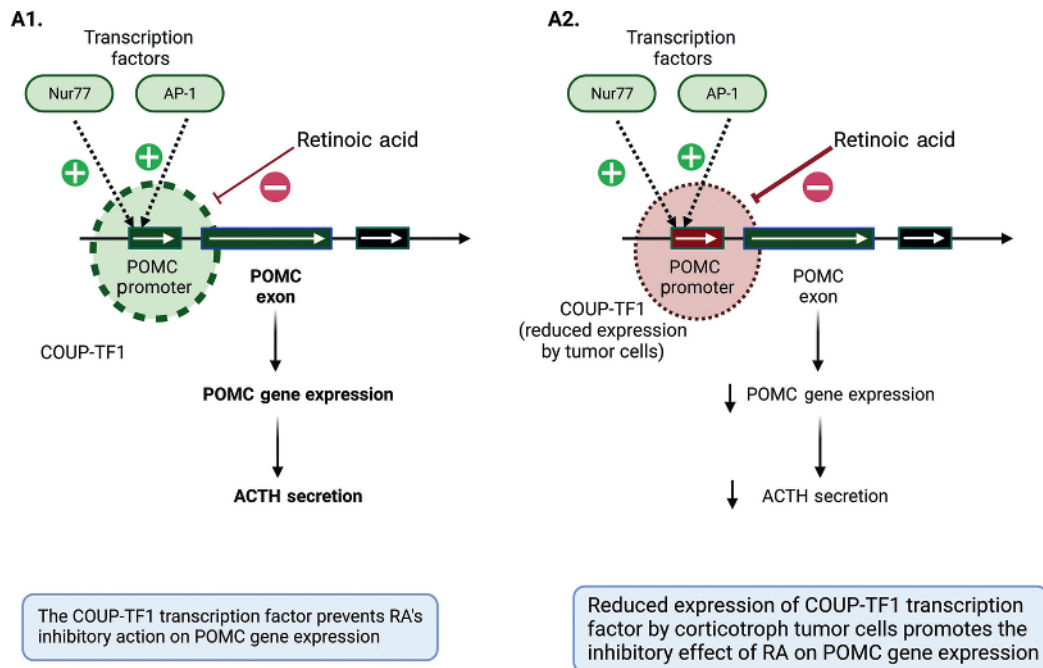 A1.
Transcription
factors
Nur77
AP-1
Retinoic acid
POMC
promoter
POMC
exon
COUP-TF1
POMC gene expression
ACTH secretion
The COUP-TF1 transcription factor prevents RA's
inhibitory action on POMC gene expression
A2.
Transcription
factors
Nur77
AP-1
Retinoic acid
POMC
promoter
POMC
exon
COUP-TF1
(reduced expression
by tumor cells)
POMC gene expression
ACTH secretion
Reduced expression of COUP-TF1 transcription
factor by corticotroph tumor cells promotes the
inhibitory effect of RA on POMC gene expression